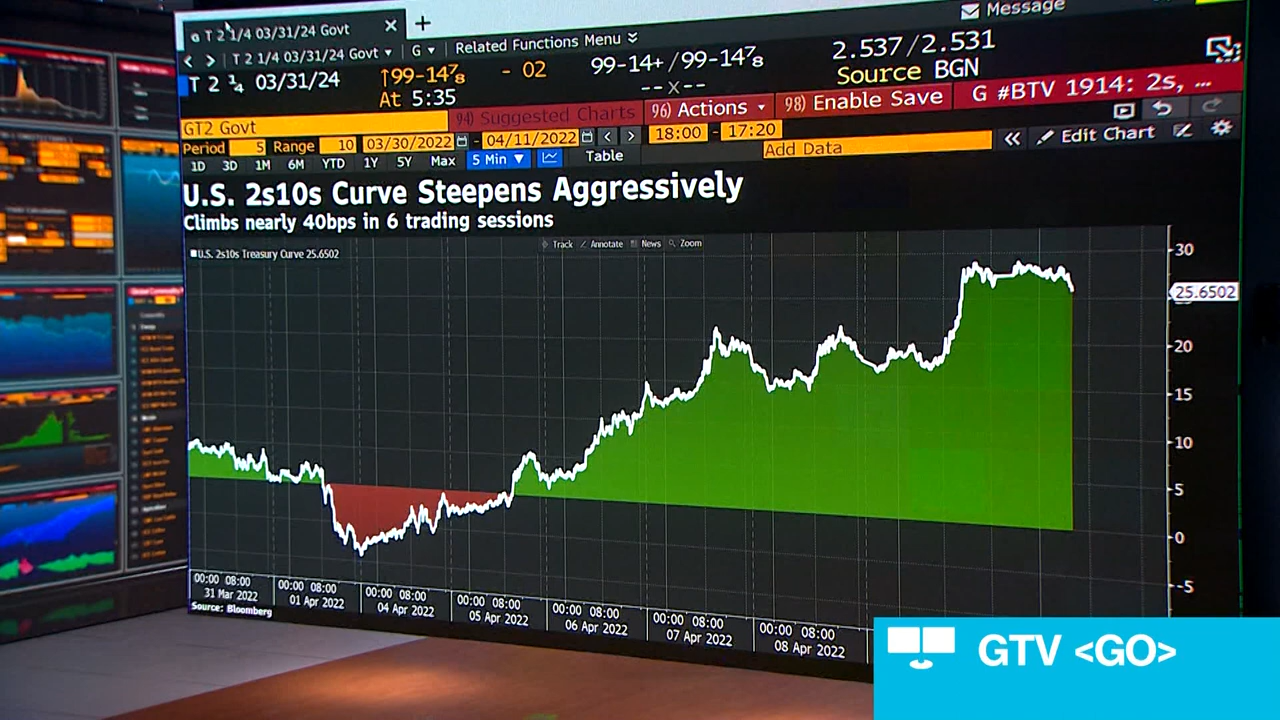 T 2 1/4 03/31/24 Govt
Message
T 2 1/4 03/31/24 Govt G Related Functions Menu
T 2 ¼ 03/31/24 ↑99-14⁷₈ - 02 99-14+/99-14⁷₈ 2.537/2.531
At 5:35 --x-- Source BGN
GT2 Govt 94) Suggested Charts 96) Actions 98) Enable Save G #BTV 1914: 2s, ...
Period 5 Range 10 03/30/2022 - 04/11/2022 18:00 - 17:20 Add Data Edit Chart
1D 3D 1M 6M YTD 1Y 5Y Max 5 Min Table
U.S. 2s10s Curve Steepens Aggressively
Climbs nearly 40bps in 6 trading sessions
Track Annotate News Zoom
U.S. 2s10s Treasury Curve 25.6502
30
25.6502
20
15
10
5
0
-5
00:00 08:00 00:00 08:00 00:00 08:00 00:00 08:00 00:00 08:00 00:00 08:00 00:00 08:00
31 Mar 2022 01 Apr 2022 04 Apr 2022 05 Apr 2022 06 Apr 2022 07 Apr 2022 08 Apr 2022
Source: Bloomberg
GTV <GO>